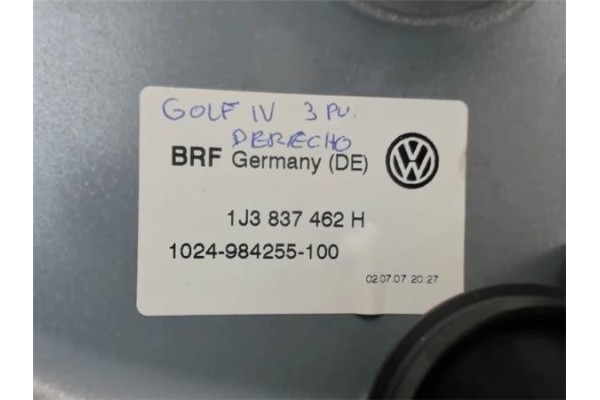 GOLF IV 3 PU.
DERECHO
BRF Germany (DE)
1J3 837 462 H
1024-984255-100
02.07.07 20:27